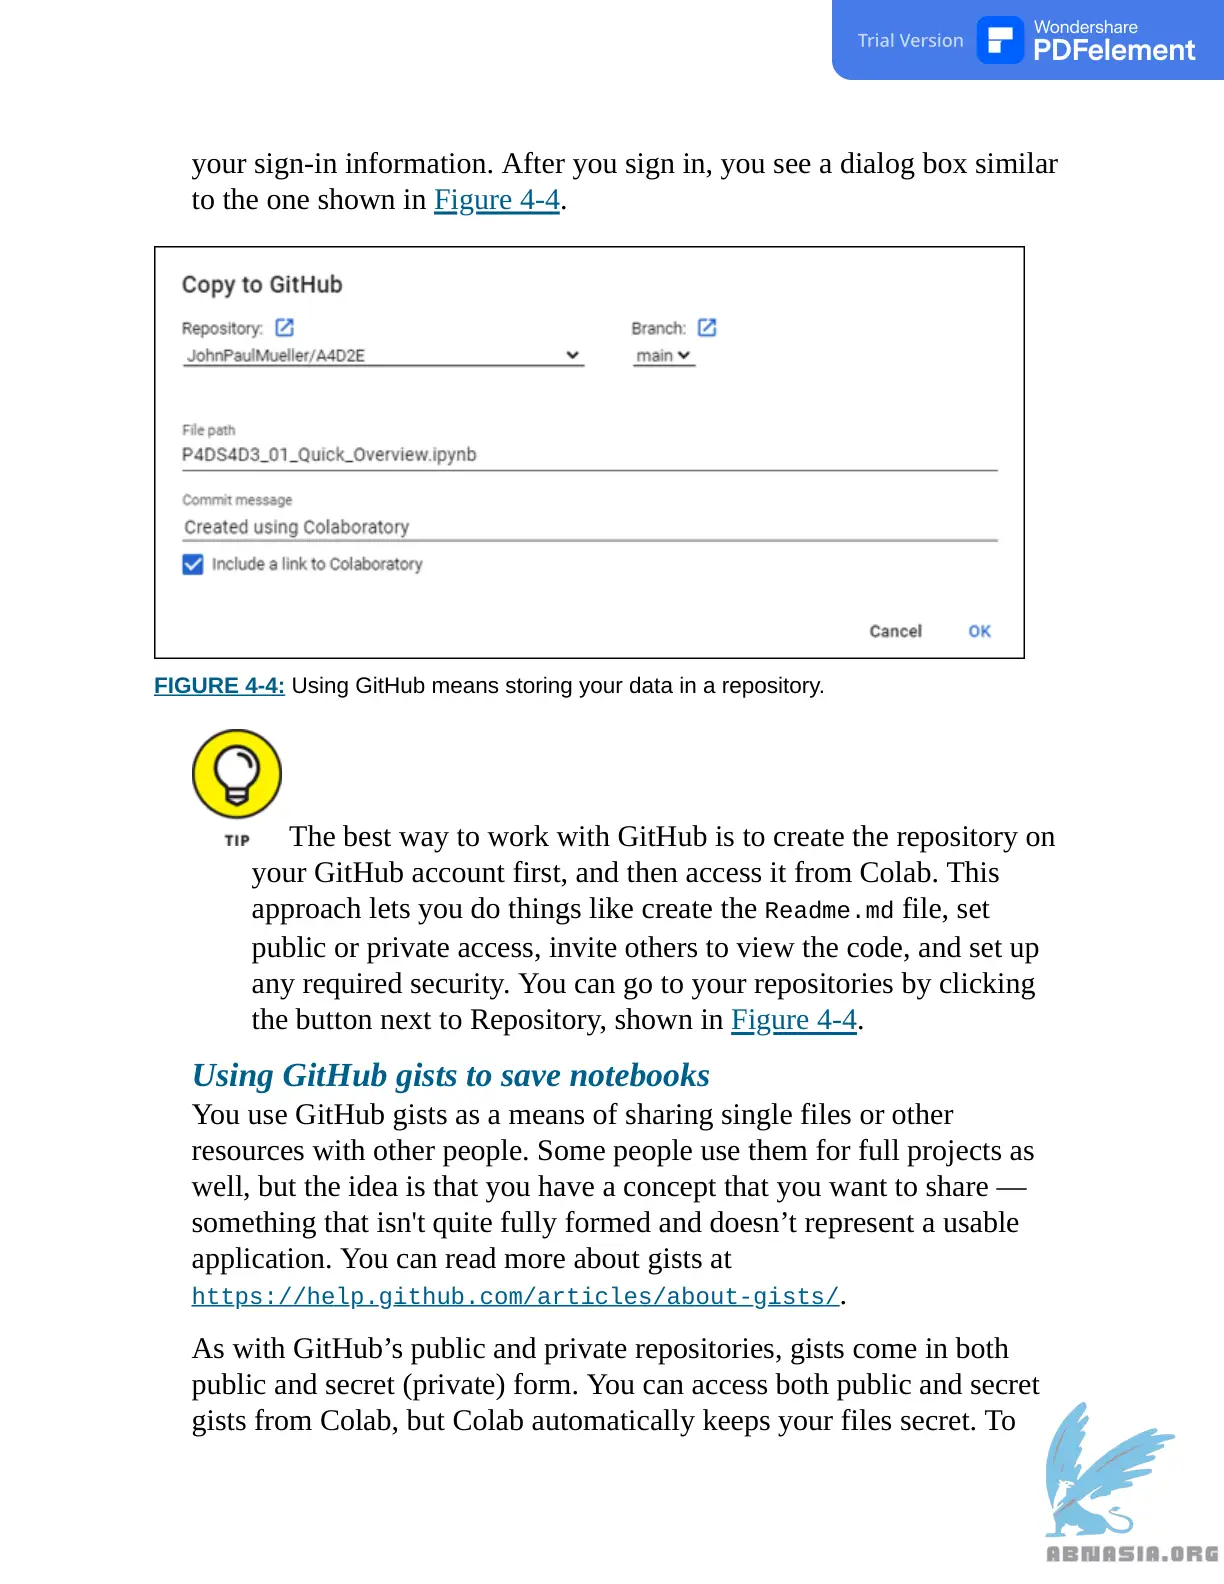 Trial Version
Wondershare
PDFelement
your sign-in information. After you sign in, you see a dialog box similar
to the one shown in Figure 4-4.
Copy to GitHub
Repository:
Branch:
JohnPaulMueller/A4D2E
main
File path
P4DS4D3_01_Quick_Overview.ipynb
Commit message
Created using Colaboratory
Include a link to Colaboratory
Cancel
OK
FIGURE 4-4: Using GitHub means storing your data in a repository.
TIP The best way to work with GitHub is to create the repository on
your GitHub account first, and then access it from Colab. This
approach lets you do things like create the Readme.md file, set
public or private access, invite others to view the code, and set up
any required security. You can go to your repositories by clicking
the button next to Repository, shown in Figure 4-4.
Using GitHub gists to save notebooks
You use GitHub gists as a means of sharing single files or other
resources with other people. Some people use them for full projects as
well, but the idea is that you have a concept that you want to share —
something that isn't quite fully formed and doesn’t represent a usable
application. You can read more about gists at
https://help.github.com/articles/about-gists/.
As with GitHub’s public and private repositories, gists come in both
public and secret (private) form. You can access both public and secret
gists from Colab, but Colab automatically keeps your files secret. To
ABNASIA.ORG